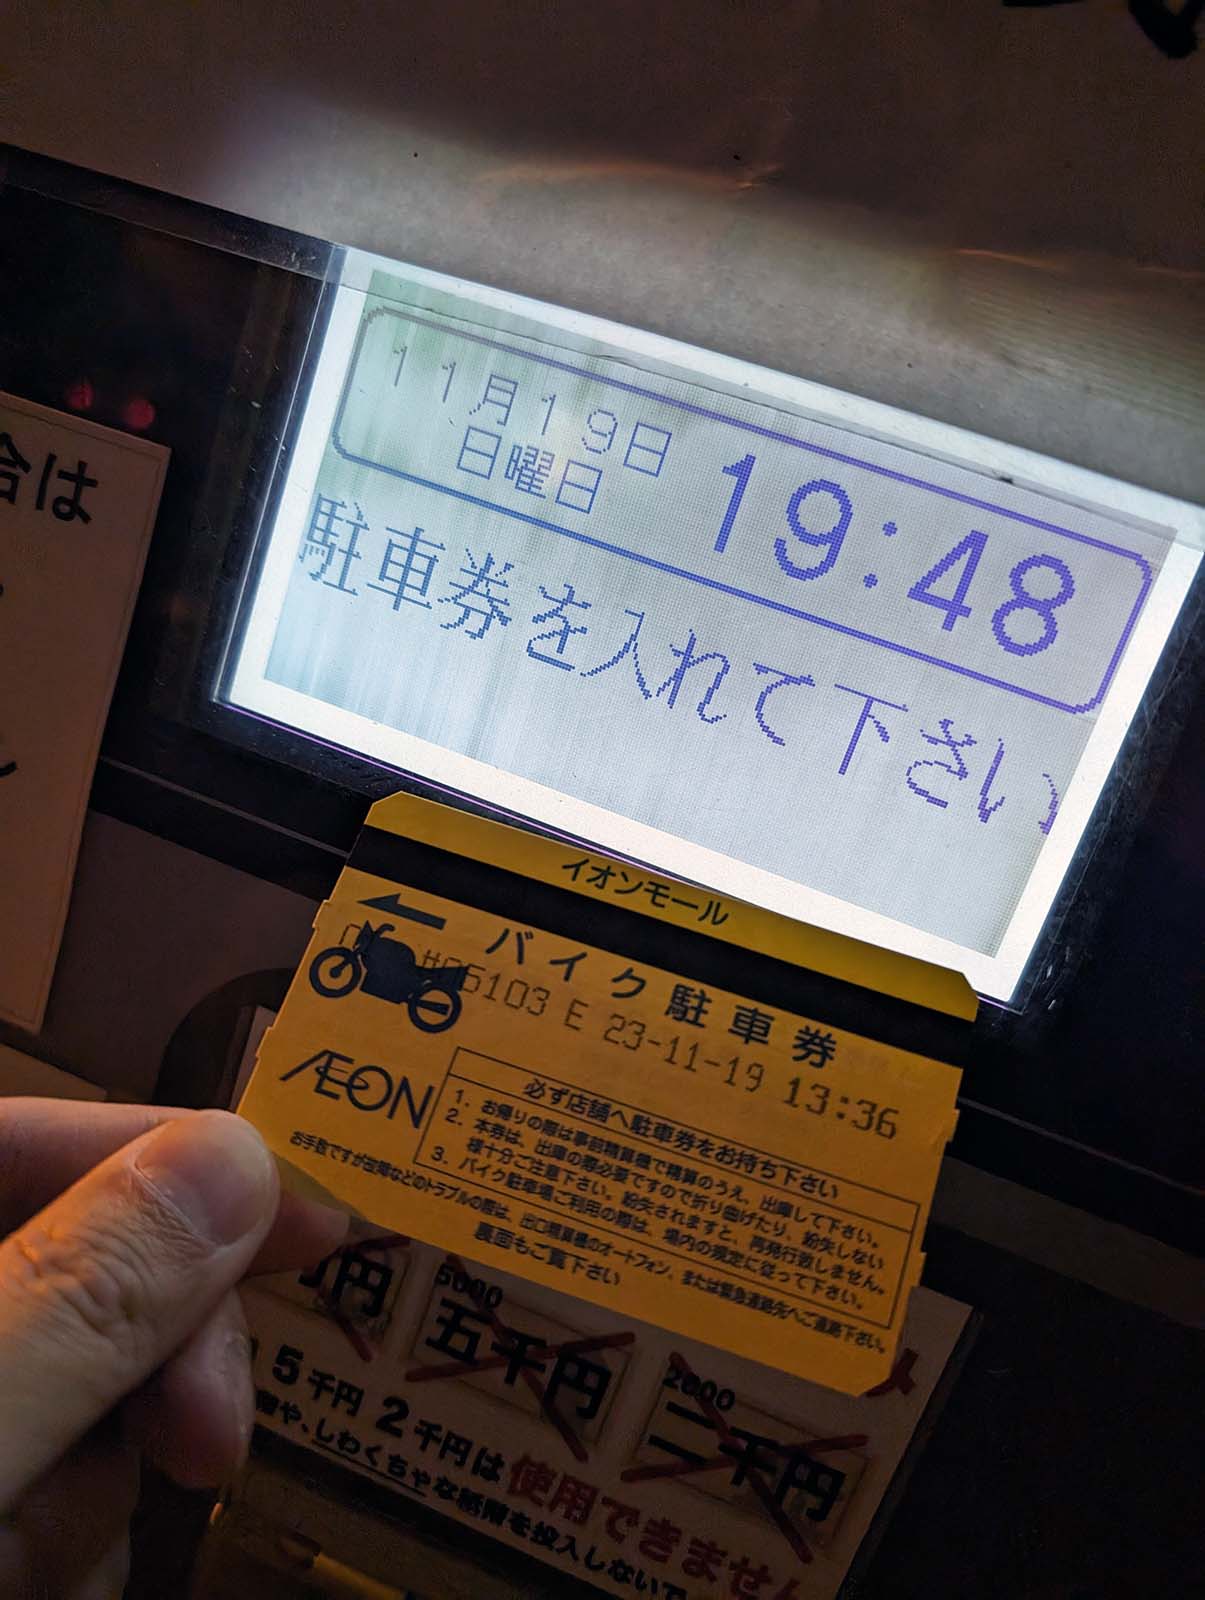 合は
11月19日
日曜日
19:48
駐車券を入れて下さい
イオンモール
バイク駐車券
#06103 E 23-11-19 13:36
ÆON
必ず店舗へ駐車券をお持ち下さい
1. お帰りの際は事前精算機で精算のうえ、出庫して下さい。
2. 本券は、出庫の際必要ですので折り曲げたり、紛失しない
様十分ご注意下さい。紛失されますと、再発行致しません。
3. バイク駐車場ご利用の際は、場内の規定に従って下さい。
お手数ですが故障などのトラブルの際は、出口精算機のオートフォン、または緊急連絡先へご連絡下さい。
裏面もご覧下さい
円
5000
五千円
2000
二千円
5千円 2千円は使用できません
や、しわくちゃな紙幣を投入しないで